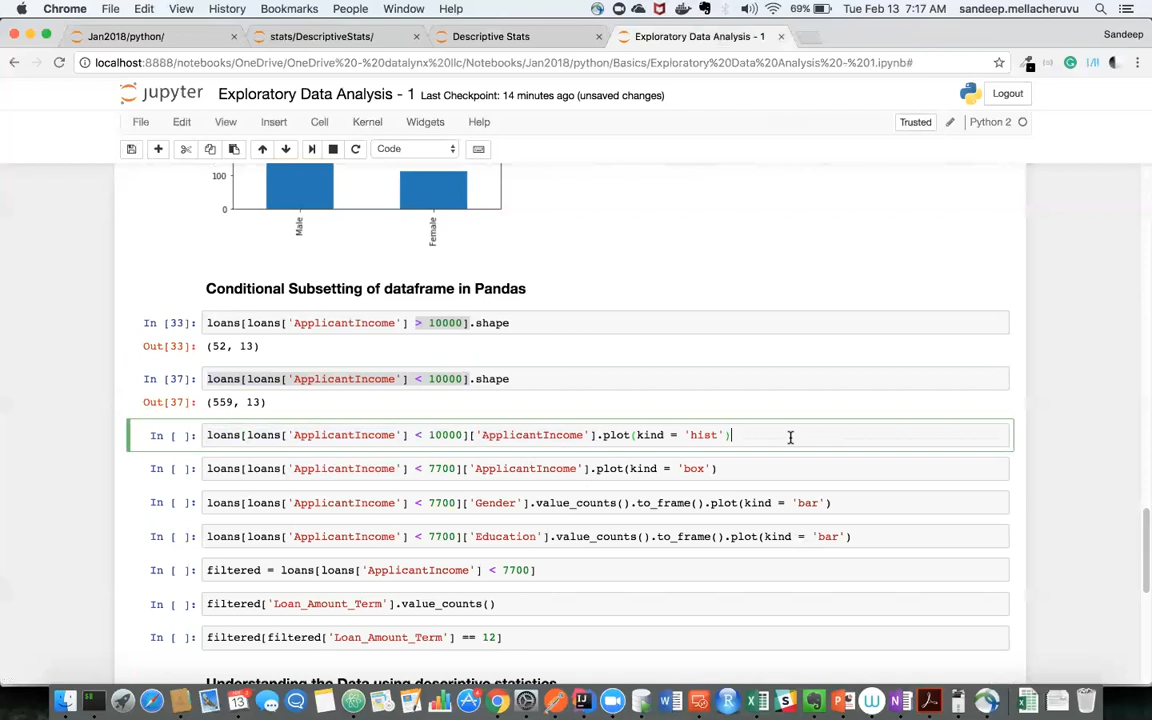 Chrome File Edit View History Bookmarks People Window Help 69% Tue Feb 13 7:17 AM sandeep.mellacheruvu
Jan2018/python/ × stats/DescriptiveStats/ × Descriptive Stats × Exploratory Data Analysis - 1 × Sandeep
localhost:8888/notebooks/OneDrive/OneDrive%20-%20datalynx%20llc/Notebooks/Jan2018/python/Basics/Exploratory%20Data%20Analysis%20-%201.ipynb#
jupyter Exploratory Data Analysis - 1 Last Checkpoint: 14 minutes ago (unsaved changes) Logout
File Edit View Insert Cell Kernel Widgets Help Trusted Python 2
Code
100
0
Male
Female
Conditional Subsetting of dataframe in Pandas
In [33]: loans[loans['ApplicantIncome'] > 10000].shape
Out[33]: (52, 13)
In [37]: loans[loans['ApplicantIncome'] < 10000].shape
Out[37]: (559, 13)
In [ ]: loans[loans['ApplicantIncome'] < 10000]['ApplicantIncome'].plot(kind = 'hist')
In [ ]: loans[loans['ApplicantIncome'] < 7700]['ApplicantIncome'].plot(kind = 'box')
In [ ]: loans[loans['ApplicantIncome'] < 7700]['Gender'].value_counts().to_frame().plot(kind = 'bar')
In [ ]: loans[loans['ApplicantIncome'] < 7700]['Education'].value_counts().to_frame().plot(kind = 'bar')
In [ ]: filtered = loans[loans['ApplicantIncome'] < 7700]
In [ ]: filtered['Loan_Amount_Term'].value_counts()
In [ ]: filtered[filtered['Loan_Amount_Term'] == 12]
Understanding the Data using descriptive statistics